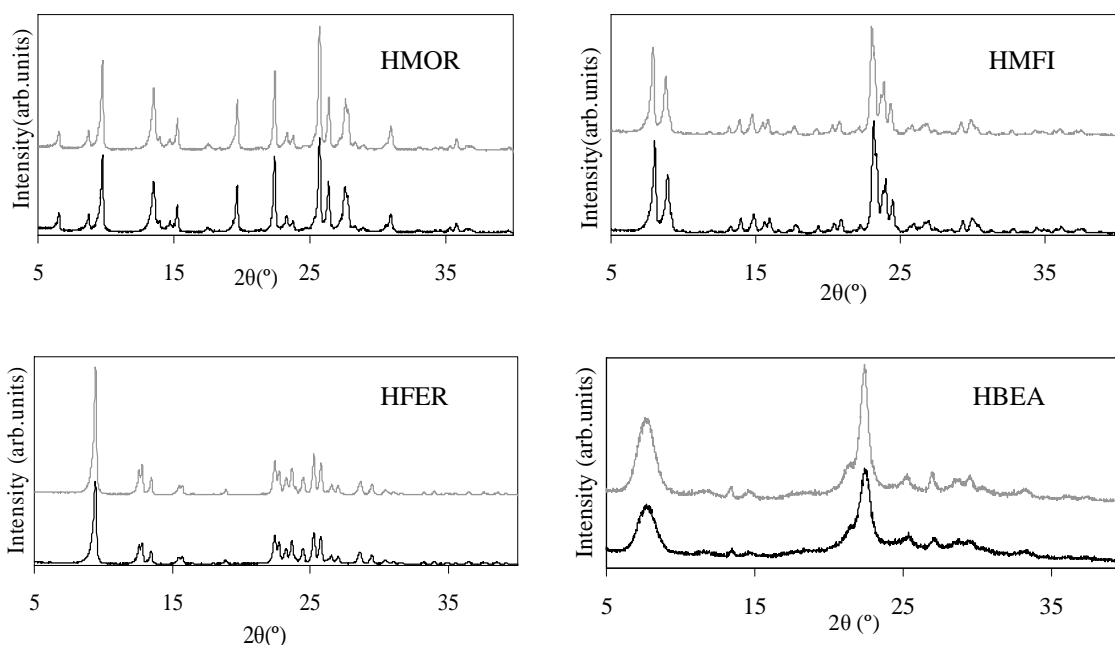 HMOR
Intensity(arb.units)
5 15 25 35
2θ(º)
HMFI
Intensity(arb.units)
5 15 25 35
2θ(º)
HFER
Intensity (arb.units)
5 15 25 35
2θ(º)
HBEA
Intensity (arb.units)
5 15 25 35
2θ(º)